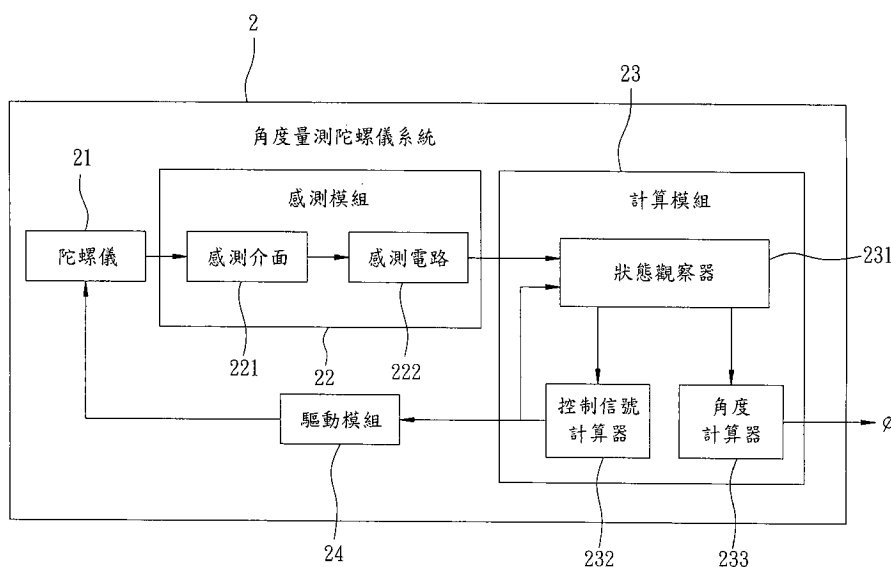 2
23
角度量測陀螺儀系統
21
感測模組
計算模組
陀螺儀
感測介面
感測電路
狀態觀察器
231
221
22
222
驅動模組
控制信號
計算器
角度
計算器
φ
24
232
233